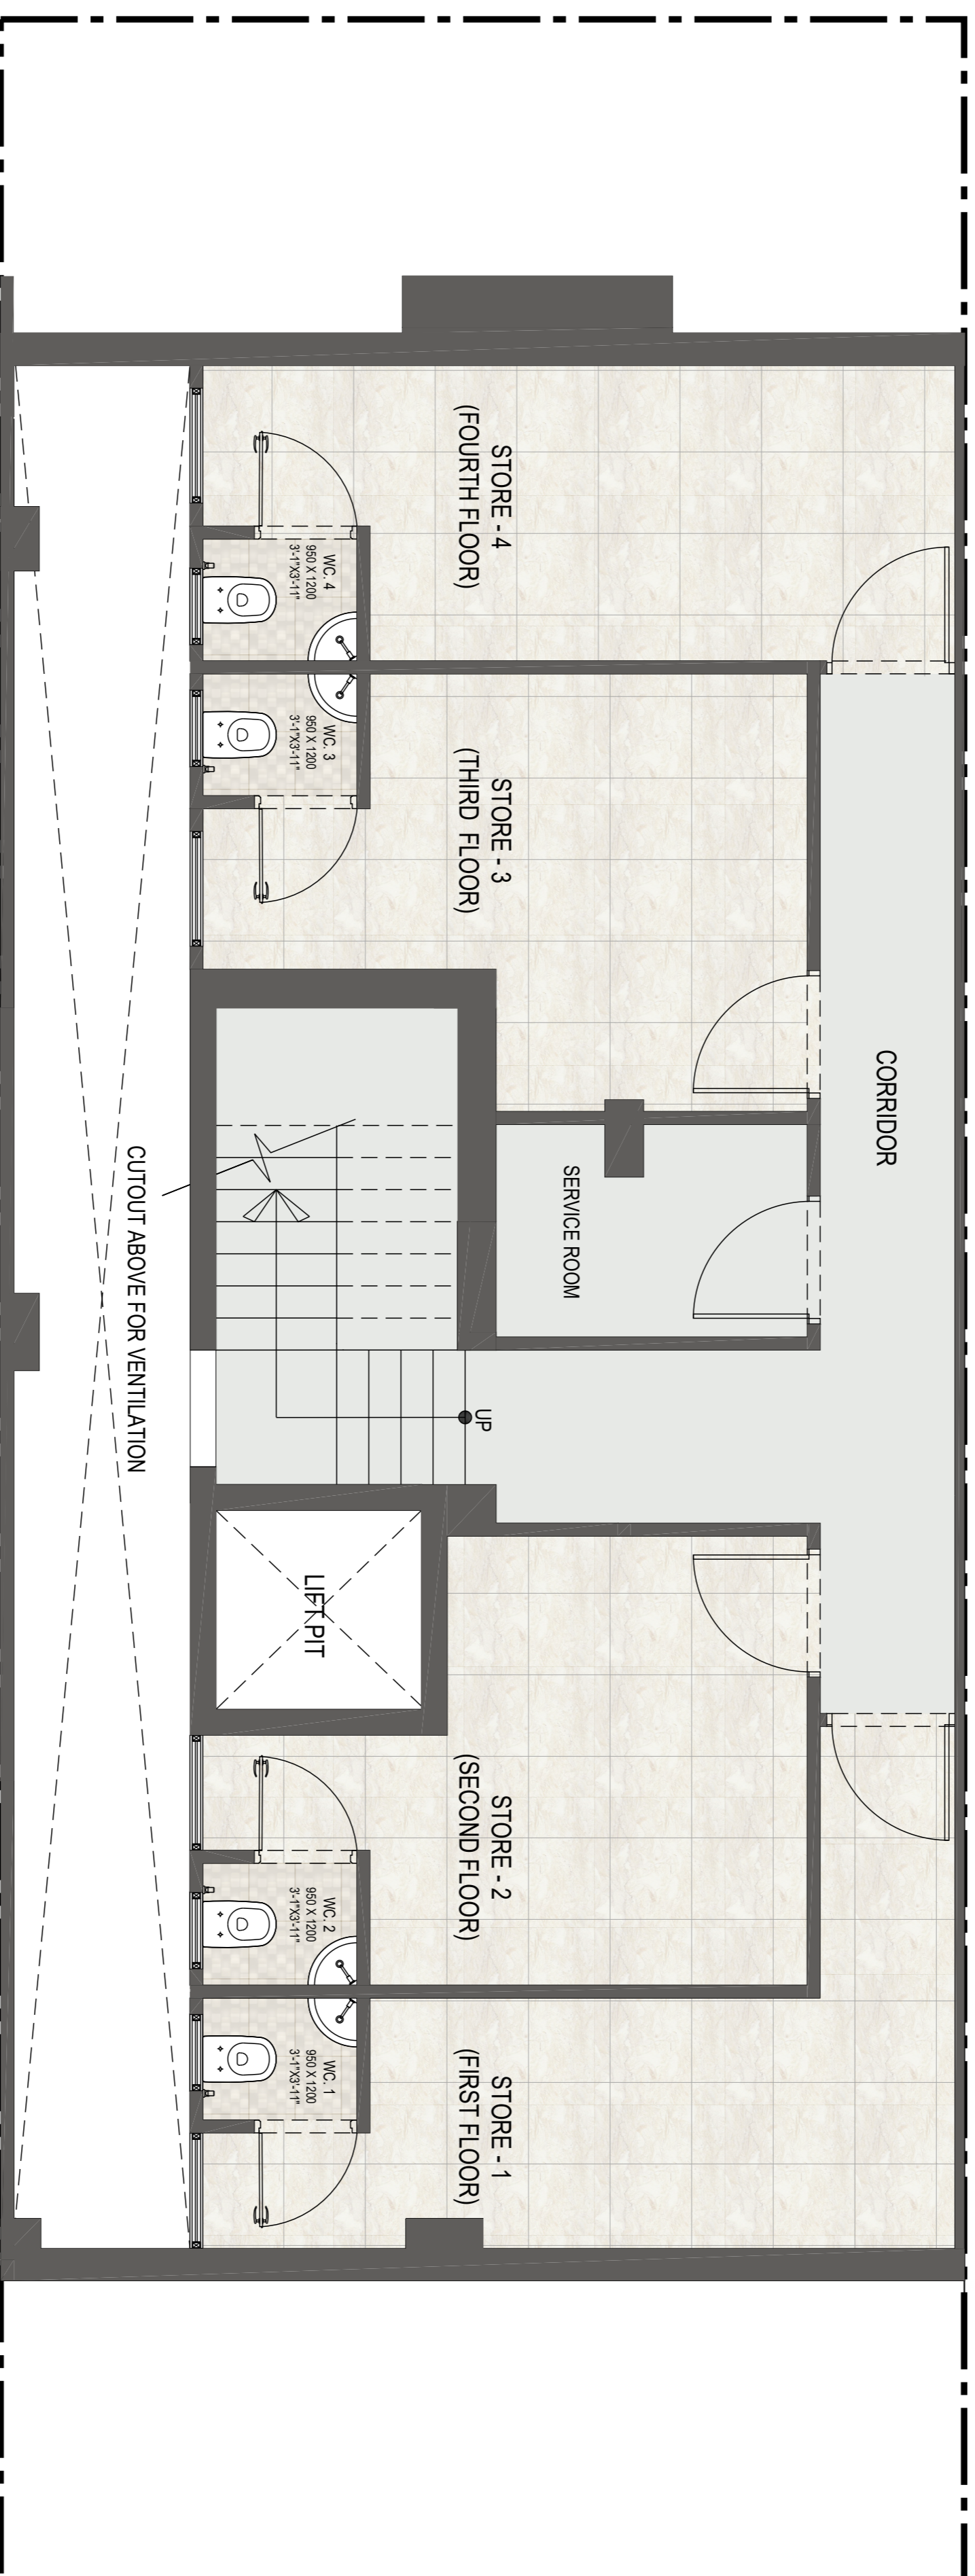 STORE - 4
(FOURTH FLOOR)
WC. 4
950 X 1200
3'-1"X3'-11"
WC. 3
950 X 1200
3'-1"X3'-11"
STORE - 3
(THIRD FLOOR)
CORRIDOR
SERVICE ROOM
CUTOUT ABOVE FOR VENTILATION
UP
LIFT PIT
STORE - 2
(SECOND FLOOR)
WC. 2
950 X 1200
3'-1"X3'-11"
WC. 1
950 X 1200
3'-1"X3'-11"
STORE - 1
(FIRST FLOOR)